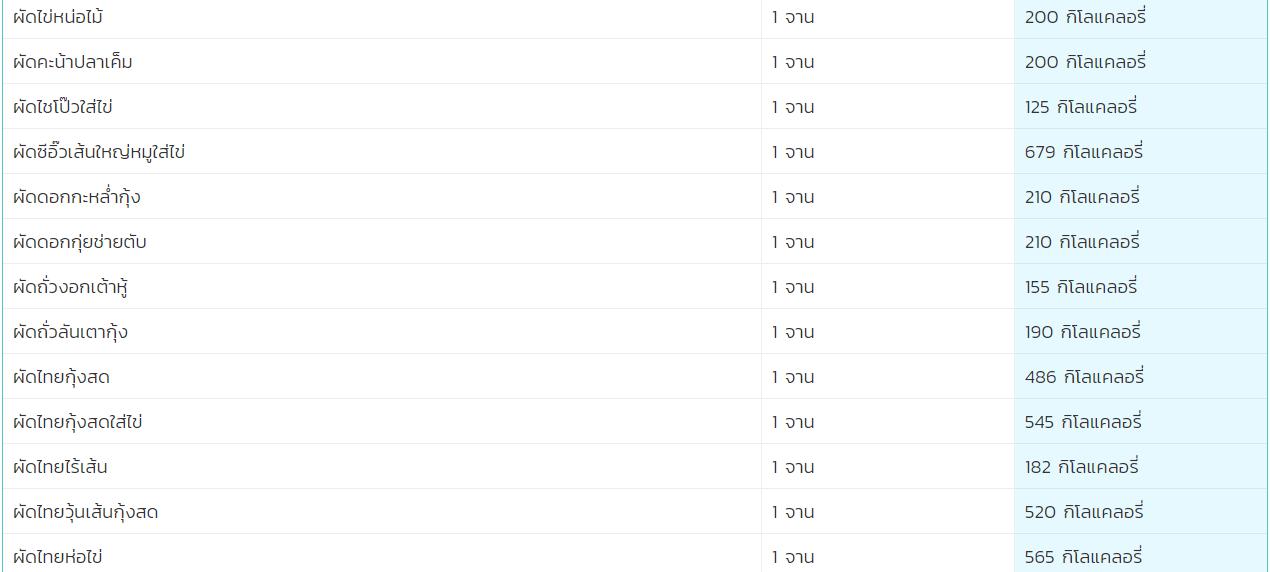 ผัดไข่หน่อไม้ 1 จาน 200 กิโลแคลอรี่
ผัดคะน้าปลาเค็ม 1 จาน 200 กิโลแคลอรี่
ผัดไชโป๊วใส่ไข่ 1 จาน 125 กิโลแคลอรี่
ผัดซีอิ๊วเส้นใหญ่หมูใส่ไข่ 1 จาน 679 กิโลแคลอรี่
ผัดดอกกะหล่ำกุ้ง 1 จาน 210 กิโลแคลอรี่
ผัดดอกกุ่ยช่ายตับ 1 จาน 210 กิโลแคลอรี่
ผัดถั่วงอกเต้าหู้ 1 จาน 155 กิโลแคลอรี่
ผัดถั่วลันเตากุ้ง 1 จาน 190 กิโลแคลอรี่
ผัดไทยกุ้งสด 1 จาน 486 กิโลแคลอรี่
ผัดไทยกุ้งสดใส่ไข่ 1 จาน 545 กิโลแคลอรี่
ผัดไทยไร้เส้น 1 จาน 182 กิโลแคลอรี่
ผัดไทยวุ้นเส้นกุ้งสด 1 จาน 520 กิโลแคลอรี่
ผัดไทยห่อไข่ 1 จาน 565 กิโลแคลอรี่